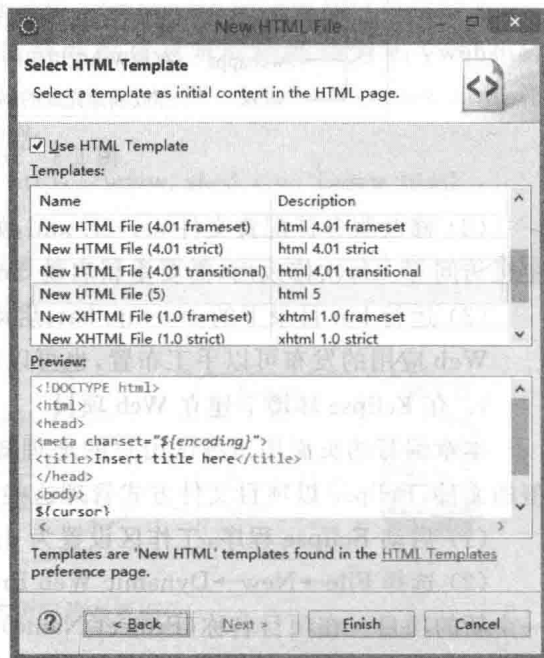 New HTML File
Select HTML Template
Select a template as initial content in the HTML page.
Use HTML Template
Templates:
Name Description
New HTML File (4.01 frameset) html 4.01 frameset
New HTML File (4.01 strict) html 4.01 strict
New HTML File (4.01 transitional) html 4.01 transitional
New HTML File (5) html 5
New XHTML File (1.0 frameset) xhtml 1.0 frameset
New XHTML File (1.0 strict) xhtml 1.0 strict
Preview:
<!DOCTYPE html>
<html>
<head>
<meta charset="${encoding}">
<title>Insert title here</title>
</head>
<body>
${cursor}
Templates are 'New HTML' templates found in the HTML Templates
preference page.
< Back Next > Finish Cancel